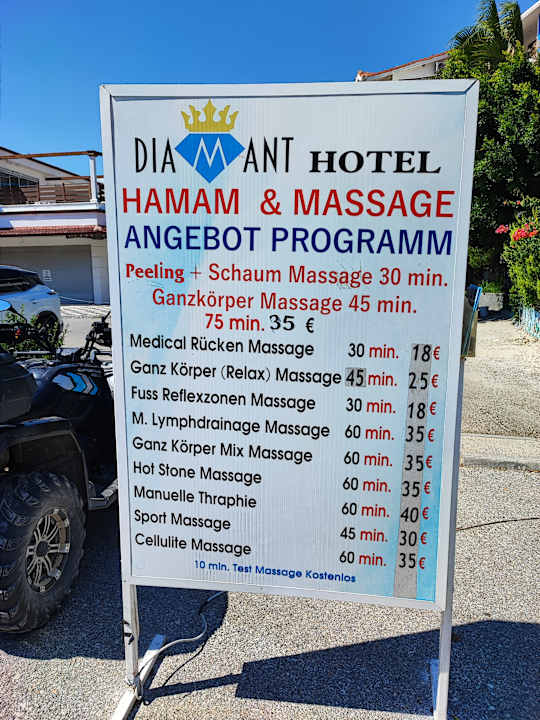 DIAMANT HOTEL
HAMAM & MASSAGE
ANGEBOT PROGRAMM
Peeling + Schaum Massage 30 min.
Ganzkörper Massage 45 min.
75 min. 35 €
Medical Rücken Massage 30 min. 18€
Ganz Körper (Relax) Massage 45 min. 25€
Fuss Reflexzonen Massage 30 min. 18€
M. Lymphdrainage Massage 60 min. 35€
Ganz Körper Mix Massage 60 min. 35€
Hot Stone Massage 60 min. 35€
Manuelle Thraphie 60 min. 40€
Sport Massage 45 min. 30€
Cellulite Massage 60 min. 35€
10 min. Test Massage Kostenlos